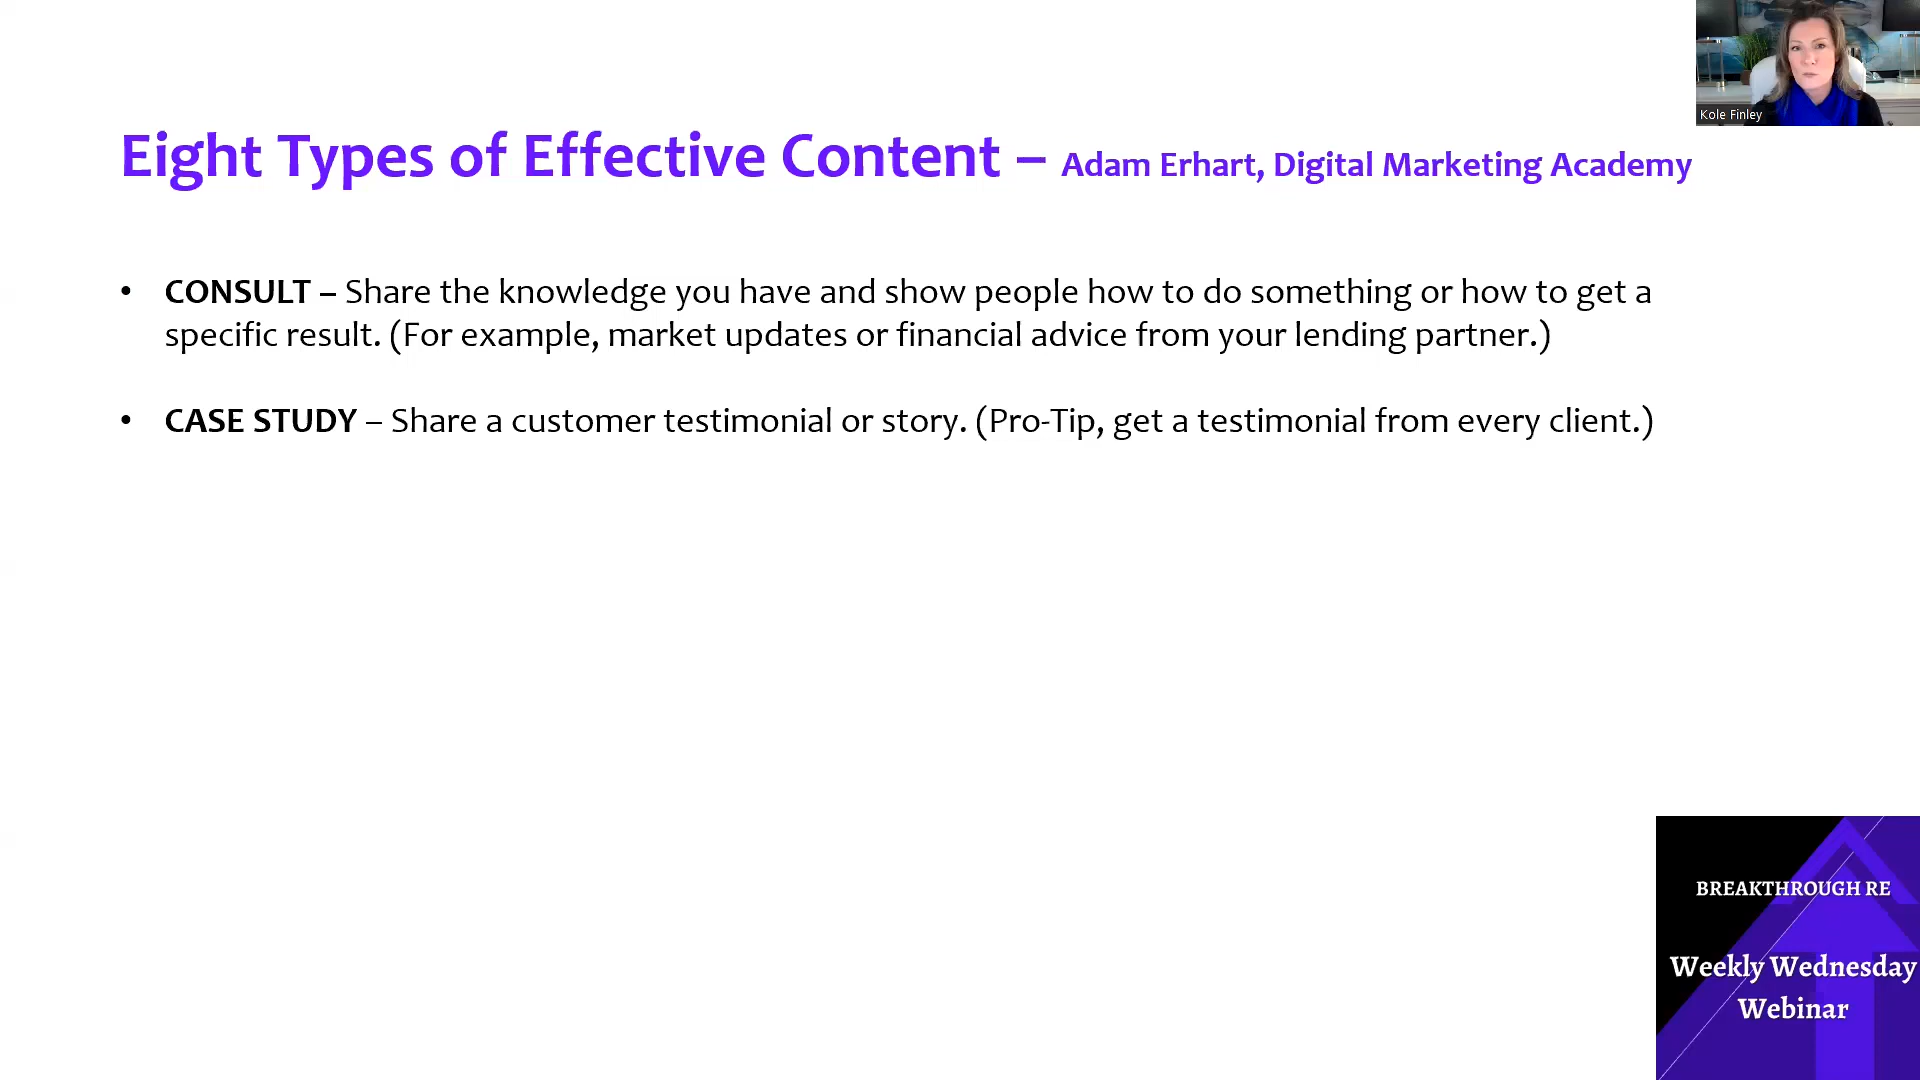 Kole Finley
Eight Types of Effective Content – Adam Erhart, Digital Marketing Academy
• CONSULT – Share the knowledge you have and show people how to do something or how to get a
specific result. (For example, market updates or financial advice from your lending partner.)
• CASE STUDY – Share a customer testimonial or story. (Pro-Tip, get a testimonial from every client.)
BREAKTHROUGH RE
Weekly Wednesday
Webinar